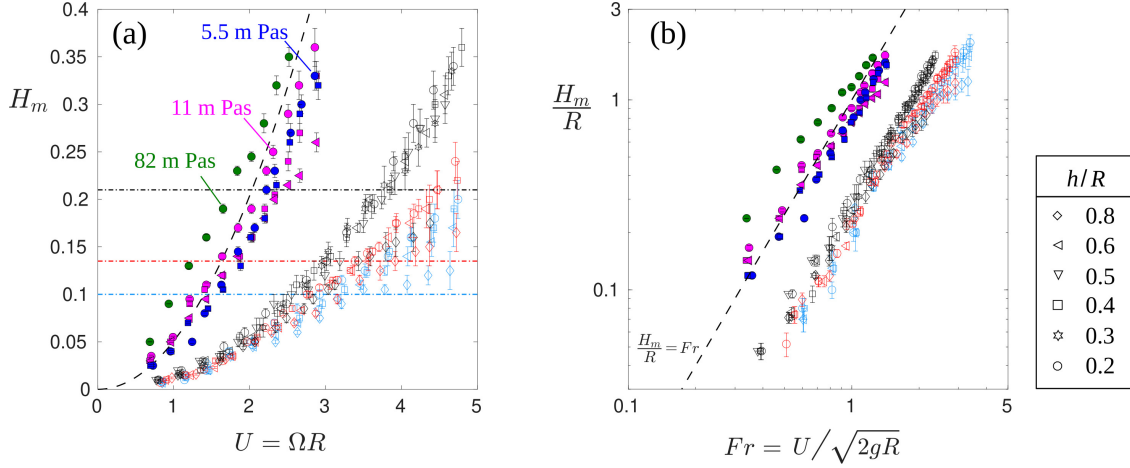 (a)
5.5 m Pas
11 m Pas
82 m Pas
H_m
0.4
0.35
0.3
0.25
0.2
0.15
0.1
0.05
0
0 1 2 3 4 5
U = ΩR
(b)
H_m/R
3
1
0.1
H_m/R = Fr
0.1 1 5
Fr = U/√2gR
h/R
0.8
0.6
0.5
0.4
0.3
0.2